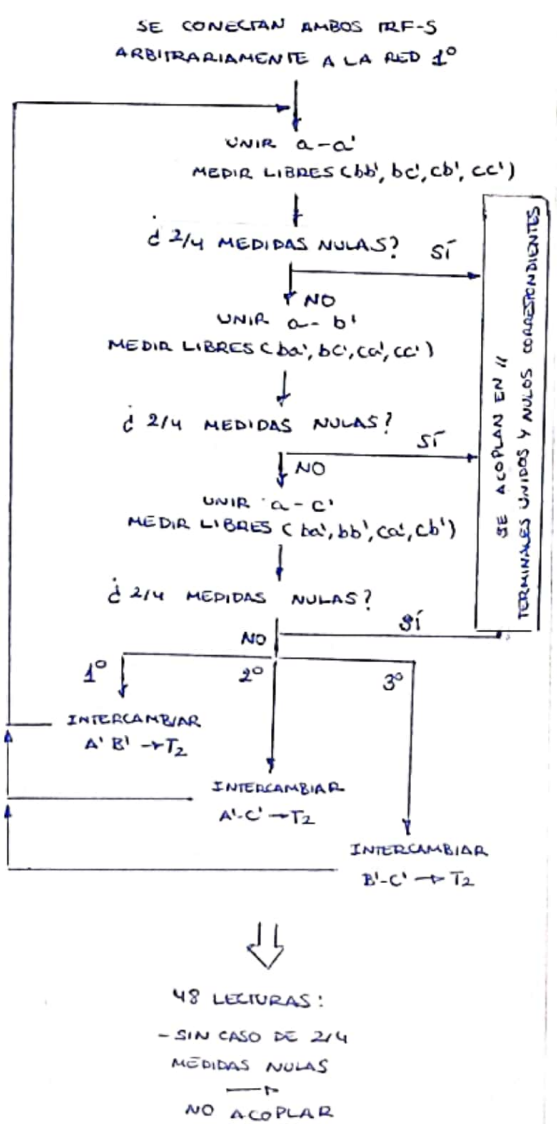 SE CONECTAN AMBOS TRF-S
ARBITRARIAMENTE A LA RED 1º
UNIR a-a'
MEDIR LIBRES (bb', bc', cb', cc')
¿ 2/4 MEDIDAS NULAS?
SÍ
NO
UNIR a-b'
MEDIR LIBRES (ba', bc', ca', cc')
¿ 2/4 MEDIDAS NULAS?
SÍ
NO
UNIR a-c'
MEDIR LIBRES (ba', bb', ca', cb')
¿ 2/4 MEDIDAS NULAS?
SÍ
NO
SE ACOPLAN EN //
TERMINALES UNIDOS Y NULOS CORRESPONDIENTES
1º
2º
3º
INTERCAMBIAR
A' B' → T2
INTERCAMBIAR
A'-C' → T2
INTERCAMBIAR
B'-C' → T2
48 LECTURAS:
- SIN CASO DE 2/4
MEDIDAS NULAS
→
NO ACOPLAR